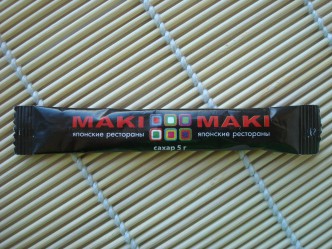 MAKI MAKI
японские рестораны японские рестораны
сахар 5 г